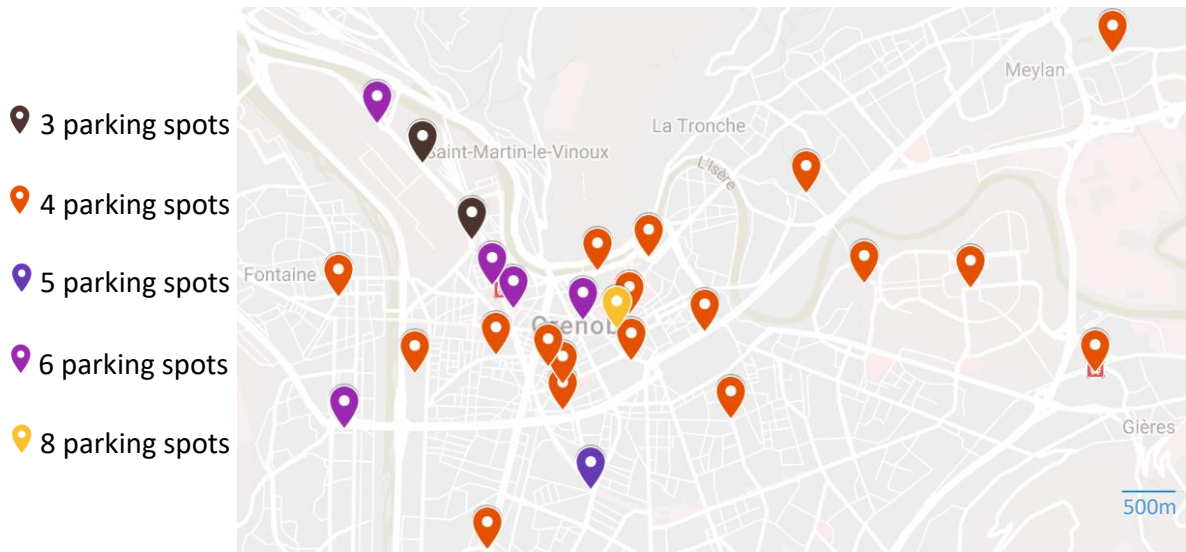 3 parking spots
4 parking spots
5 parking spots
6 parking spots
8 parking spots
Meylan
La Tronche
Saint-Martin-le-Vinoux
L'Isère
Fontaine
Grenob
Gières
500m